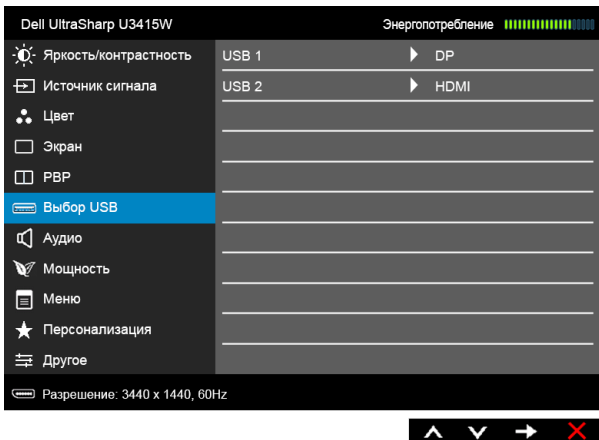 Dell UltraSharp U3415W Энергопотребление
Яркость/контрастность USB 1 DP
Источник сигнала USB 2 HDMI
Цвет
Экран
PBP
Выбор USB
Аудио
Мощность
Меню
Персонализация
Другое
Разрешение: 3440 x 1440, 60Hz